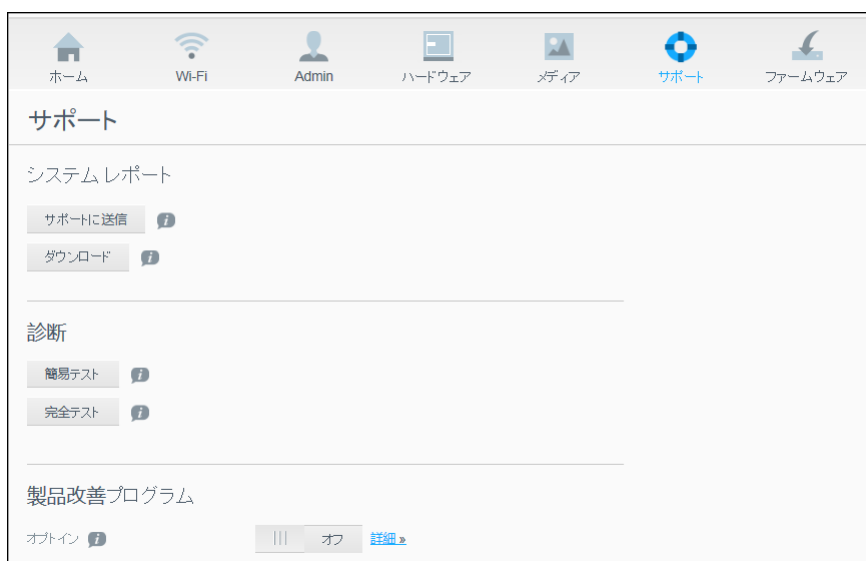 ホーム Wi-Fi Admin ハードウェア メディア サポート ファームウェア
サポート
システム レポート
サポートに送信
ダウンロード
診断
簡易テスト
完全テスト
製品改善プログラム
オプトイン オフ 詳細 »